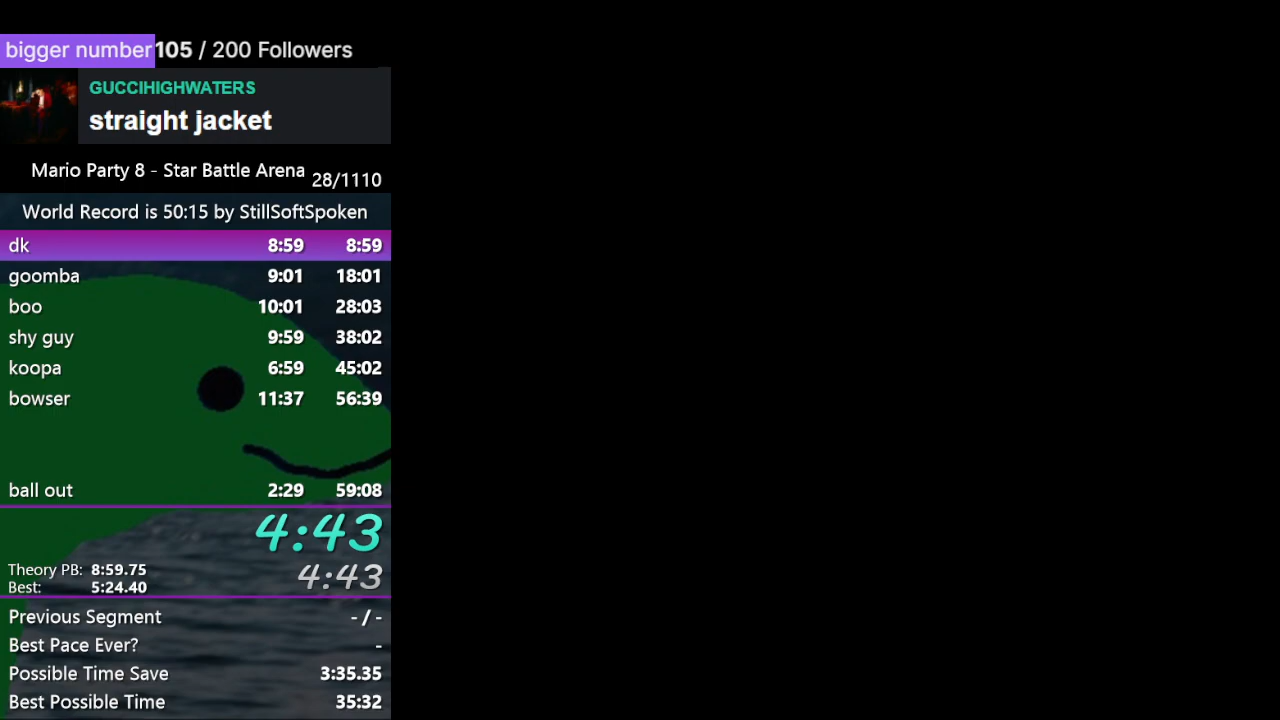 bigger number 105 / 200 Followers
GUCCIHIGHWATERS
straight jacket
Mario Party 8 - Star Battle Arena 28/1110
World Record is 50:15 by StillSoftSpoken
dk 8:59 8:59
goomba 9:01 18:01
boo 10:01 28:03
shy guy 9:59 38:02
koopa 6:59 45:02
bowser 11:37 56:39
ball out 2:29 59:08
4:43
Theory PB: 8:59.75
Best: 5:24.40
4:43
Previous Segment - / -
Best Pace Ever? -
Possible Time Save 3:35.35
Best Possible Time 35:32